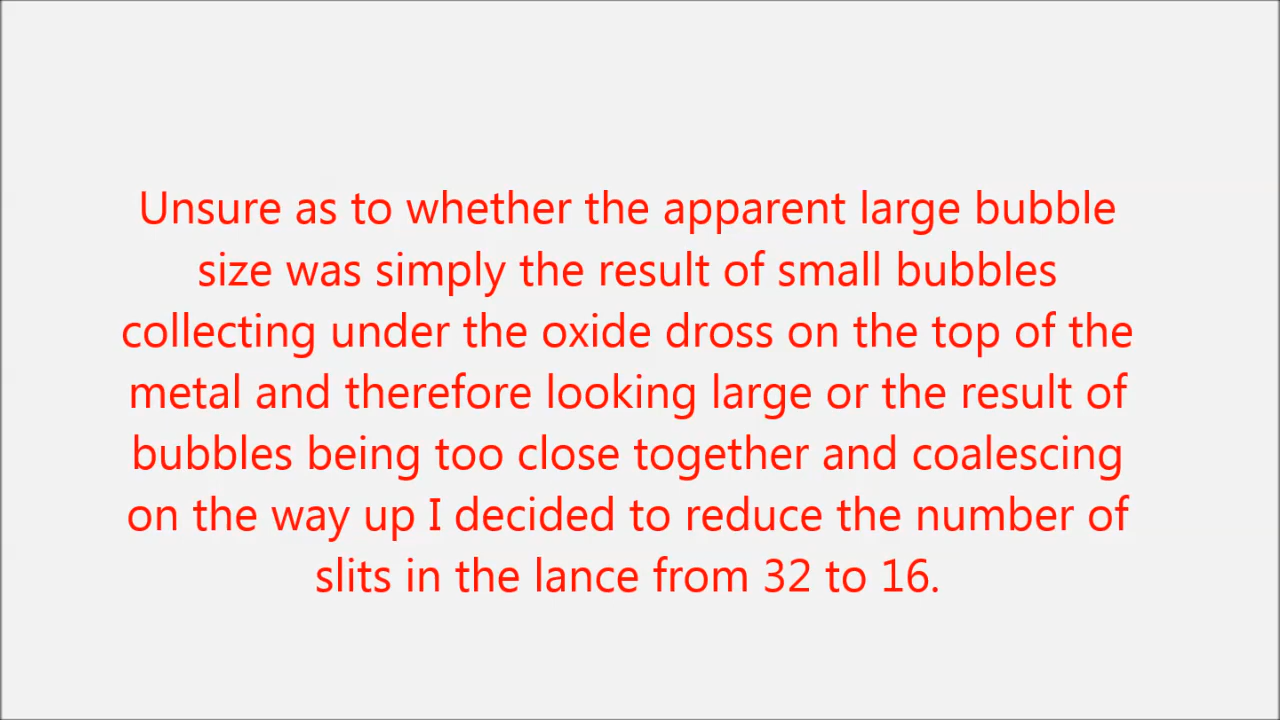 Unsure as to whether the apparent large bubble
size was simply the result of small bubbles
collecting under the oxide dross on the top of the
metal and therefore looking large or the result of
bubbles being too close together and coalescing
on the way up I decided to reduce the number of
slits in the lance from 32 to 16.